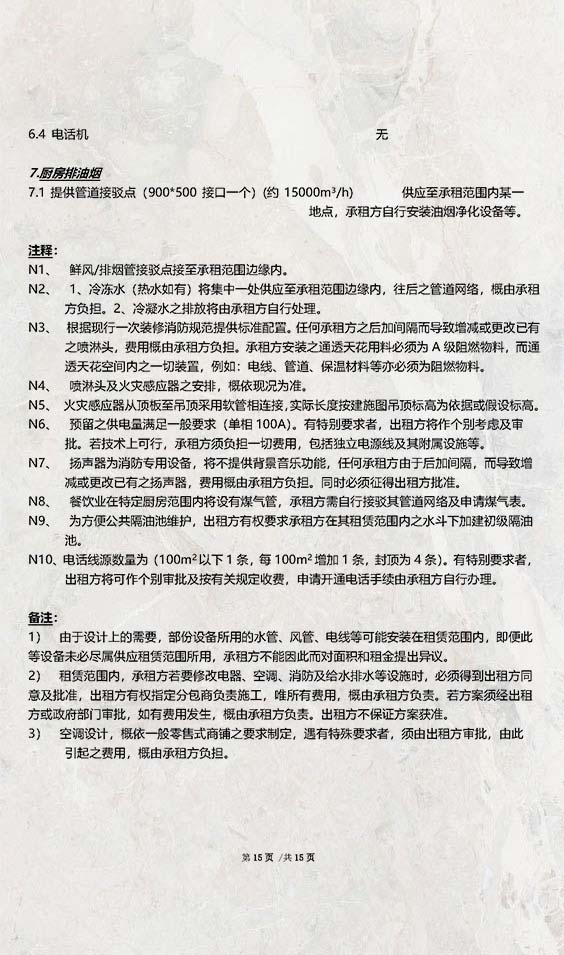 6.4 电话机 无
7.厨房排油烟
7.1 提供管道接驳点（900*500 接口一个）(约 15000m³/h) 供应至承租范围内某一
地点，承租方自行安装油烟净化设备等。
注释：
N1、 鲜风/排烟管接驳点接至承租范围边缘内。
N2、 1、冷冻水（热水如有）将集中一处供应至承租范围边缘内，往后之管道网络，概由承租
方负担。2、冷凝水之排放将由承租方自行处理。
N3、 根据现行一次装修消防规范提供标准配置。任何承租方之后加间隔而导致增减或更改已有
之喷淋头，费用概由承租方负担。承租方安装之通透天花用料必须为 A 级阻燃物料，而通
透天花空间内之一切装置，例如：电线、管道、保温材料等亦必须为阻燃物料。
N4、 喷淋头及火灾感应器之安排，概依现况为准。
N5、 火灾感应器从顶板至吊顶采用软管相连接，实际长度按建施图吊顶标高为依据或假设标高。
N6、 预留之供电量满足一般要求（单相 100A）。有特别要求者，出租方将作个别考虑及审
批。若技术上可行，承租方须负担一切费用，包括独立电源线及其附属设施等。
N7、 扬声器为消防专用设备，将不提供背景音乐功能，任何承租方由于后加间隔，而导致增
减或更改已有之扬声器，费用概由承租方负担。同时必须征得出租方批准。
N8、 餐饮业在特定厨房范围内将设有煤气管，承租方需自行接驳其管道网络及申请煤气表。
N9、 为方便公共隔油池维护，出租方有权要求承租方在其租赁范围内之水斗下加建初级隔油
池。
N10、电话线源数量为（100m²以下 1 条，每 100m²增加 1 条，封顶为 4 条）。有特别要求者，
出租方将可作个别审批及按有关规定收费，申请开通电话手续由承租方自行办理。
备注：
1） 由于设计上的需要，部份设备所用的水管、风管、电线等可能安装在租赁范围内，即便此
等设备未必尽属供应租赁范围所用，承租方不能因此而对面积和租金提出异议。
2） 租赁范围内，承租方若要修改电器、空调、消防及给水排水等设施时，必须得到出租方同
意及批准，出租方有权指定分包商负责施工，唯所有费用，概由承租方负责。若方案须经出租
方或政府部门审批，如有费用发生，概由承租方负责。出租方不保证方案获准。
3） 空调设计，概依一般零售式商铺之要求制定，遇有特殊要求者，须由出租方审批，由此
引起之费用，概由承租方负担。
第 15 页 /共 15 页